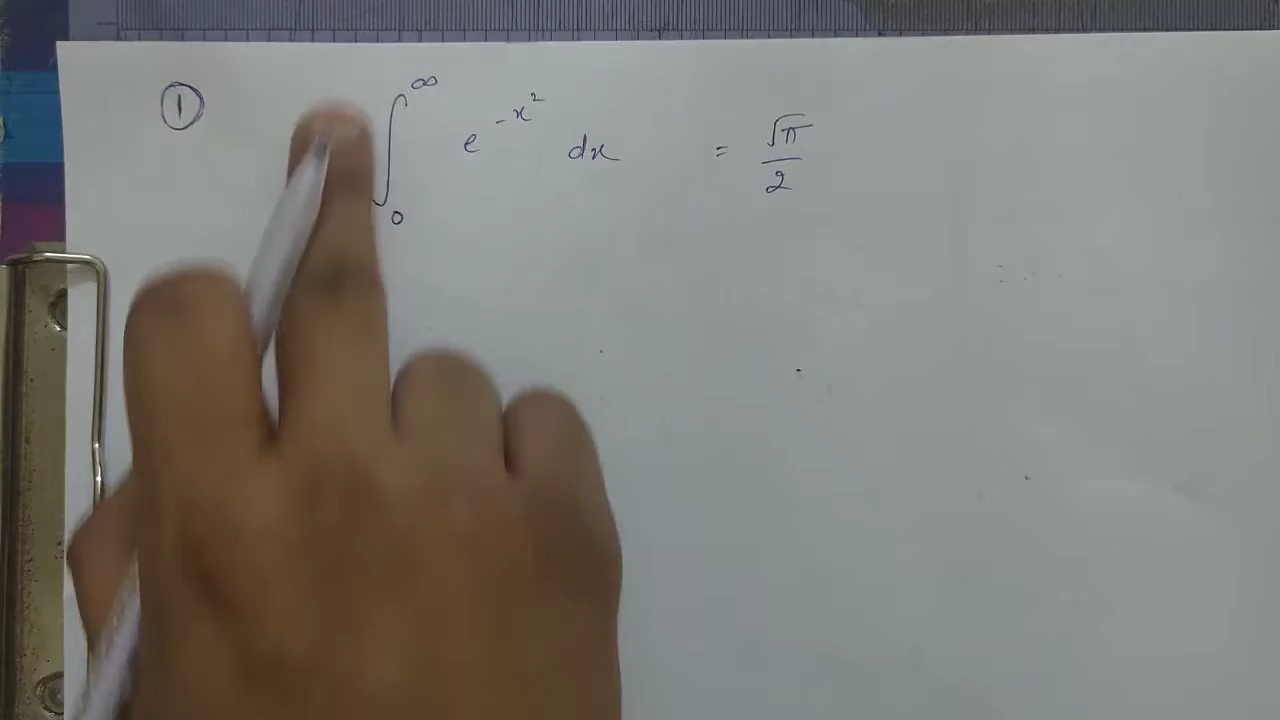 ① ∫₀^∞ e^{-x²} dx = √π/2